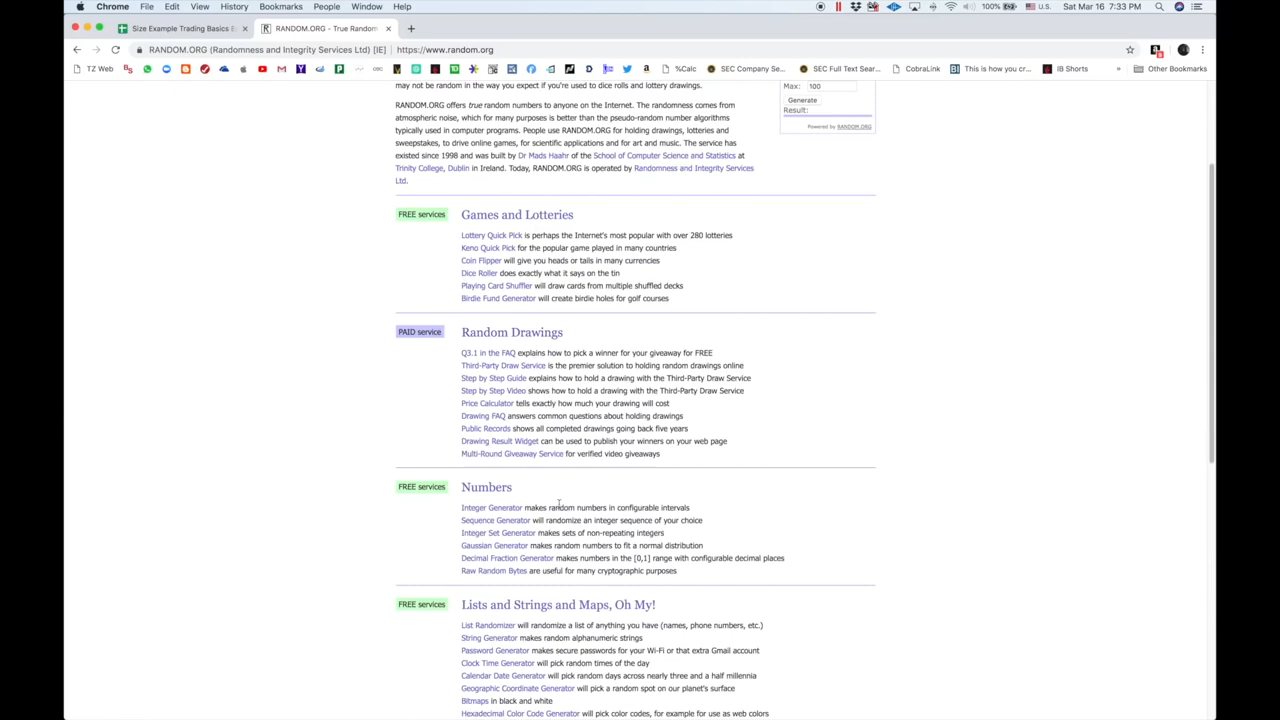 Chrome File Edit View History Bookmarks People Window Help 100% U.S. Sat Mar 16 7:33 PM
Size Example Trading Basics E RANDOM.ORG - True Random
RANDOM.ORG (Randomness and Integrity Services Ltd) [IE] https://www.random.org
TZ Web %Calc SEC Company Se... SEC Full Text Sear... CobraLink This is how you cr... IB Shorts » Other Bookmarks
may not be random in the way you expect if you're used to dice rolls and lottery drawings.
Max: 100
Generate
Result:
Powered by RANDOM.ORG
RANDOM.ORG offers true random numbers to anyone on the Internet. The randomness comes from
atmospheric noise, which for many purposes is better than the pseudo-random number algorithms
typically used in computer programs. People use RANDOM.ORG for holding drawings, lotteries and
sweepstakes, to drive online games, for scientific applications and for art and music. The service has
existed since 1998 and was built by Dr Mads Haahr of the School of Computer Science and Statistics at
Trinity College, Dublin in Ireland. Today, RANDOM.ORG is operated by Randomness and Integrity Services
Ltd.
FREE services Games and Lotteries
Lottery Quick Pick is perhaps the Internet's most popular with over 280 lotteries
Keno Quick Pick for the popular game played in many countries
Coin Flipper will give you heads or tails in many currencies
Dice Roller does exactly what it says on the tin
Playing Card Shuffler will draw cards from multiple shuffled decks
Birdie Fund Generator will create birdie holes for golf courses
PAID service Random Drawings
Q3.1 in the FAQ explains how to pick a winner for your giveaway for FREE
Third-Party Draw Service is the premier solution to holding random drawings online
Step by Step Guide explains how to hold a drawing with the Third-Party Draw Service
Step by Step Video shows how to hold a drawing with the Third-Party Draw Service
Price Calculator tells exactly how much your drawing will cost
Drawing FAQ answers common questions about holding drawings
Public Records shows all completed drawings going back five years
Drawing Result Widget can be used to publish your winners on your web page
Multi-Round Giveaway Service for verified video giveaways
FREE services Numbers
Integer Generator makes random numbers in configurable intervals
Sequence Generator will randomize an integer sequence of your choice
Integer Set Generator makes sets of non-repeating integers
Gaussian Generator makes random numbers to fit a normal distribution
Decimal Fraction Generator makes numbers in the [0,1] range with configurable decimal places
Raw Random Bytes are useful for many cryptographic purposes
FREE services Lists and Strings and Maps, Oh My!
List Randomizer will randomize a list of anything you have (names, phone numbers, etc.)
String Generator makes random alphanumeric strings
Password Generator makes secure passwords for your Wi-Fi or that extra Gmail account
Clock Time Generator will pick random times of the day
Calendar Date Generator will pick random days across nearly three and a half millennia
Geographic Coordinate Generator will pick a random spot on our planet's surface
Bitmaps in black and white
Hexadecimal Color Code Generator will pick color codes, for example for use as web colors